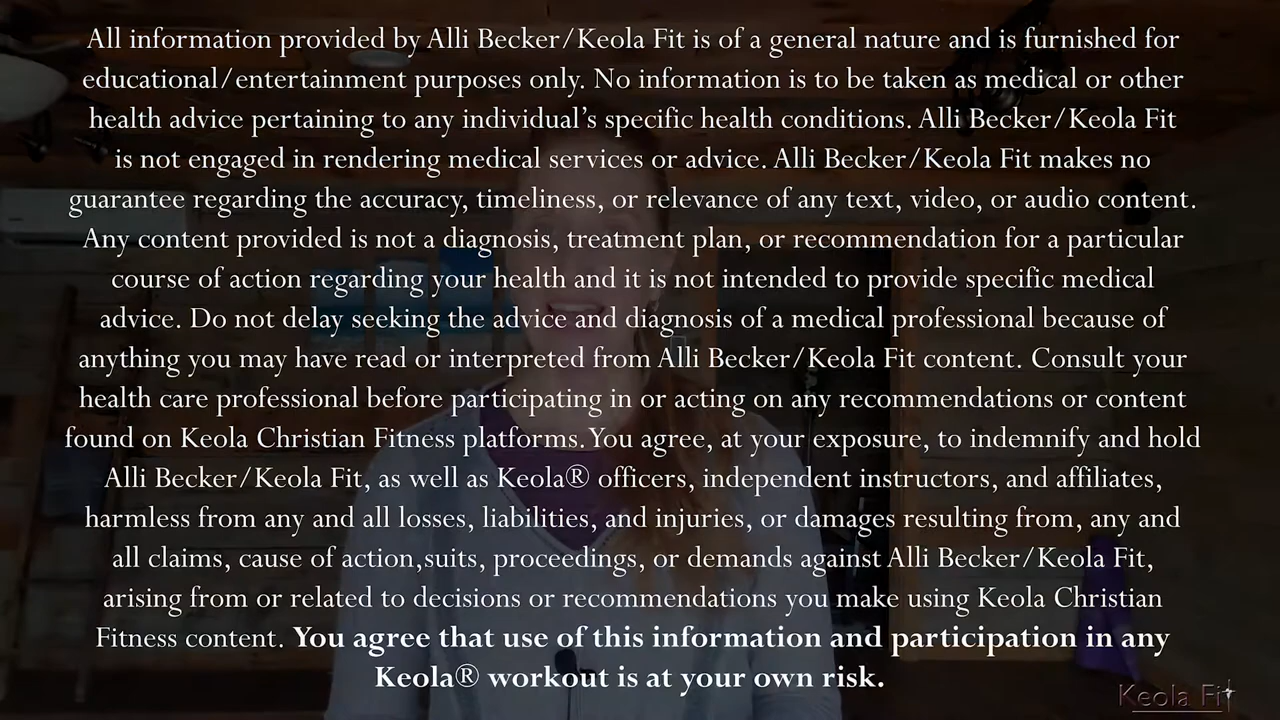 All information provided by Alli Becker/Keola Fit is of a general nature and is furnished for
educational/entertainment purposes only. No information is to be taken as medical or other
health advice pertaining to any individual’s specific health conditions. Alli Becker/Keola Fit
is not engaged in rendering medical services or advice. Alli Becker/Keola Fit makes no
guarantee regarding the accuracy, timeliness, or relevance of any text, video, or audio content.
Any content provided is not a diagnosis, treatment plan, or recommendation for a particular
course of action regarding your health and it is not intended to provide specific medical
advice. Do not delay seeking the advice and diagnosis of a medical professional because of
anything you may have read or interpreted from Alli Becker/Keola Fit content. Consult your
health care professional before participating in or acting on any recommendations or content
found on Keola Christian Fitness platforms. You agree, at your exposure, to indemnify and hold
Alli Becker/Keola Fit, as well as Keola® officers, independent instructors, and affiliates,
harmless from any and all losses, liabilities, and injuries, or damages resulting from, any and
all claims, cause of action,suits, proceedings, or demands against Alli Becker/Keola Fit,
arising from or related to decisions or recommendations you make using Keola Christian
Fitness content. You agree that use of this information and participation in any
Keola® workout is at your own risk.
Keola Fit